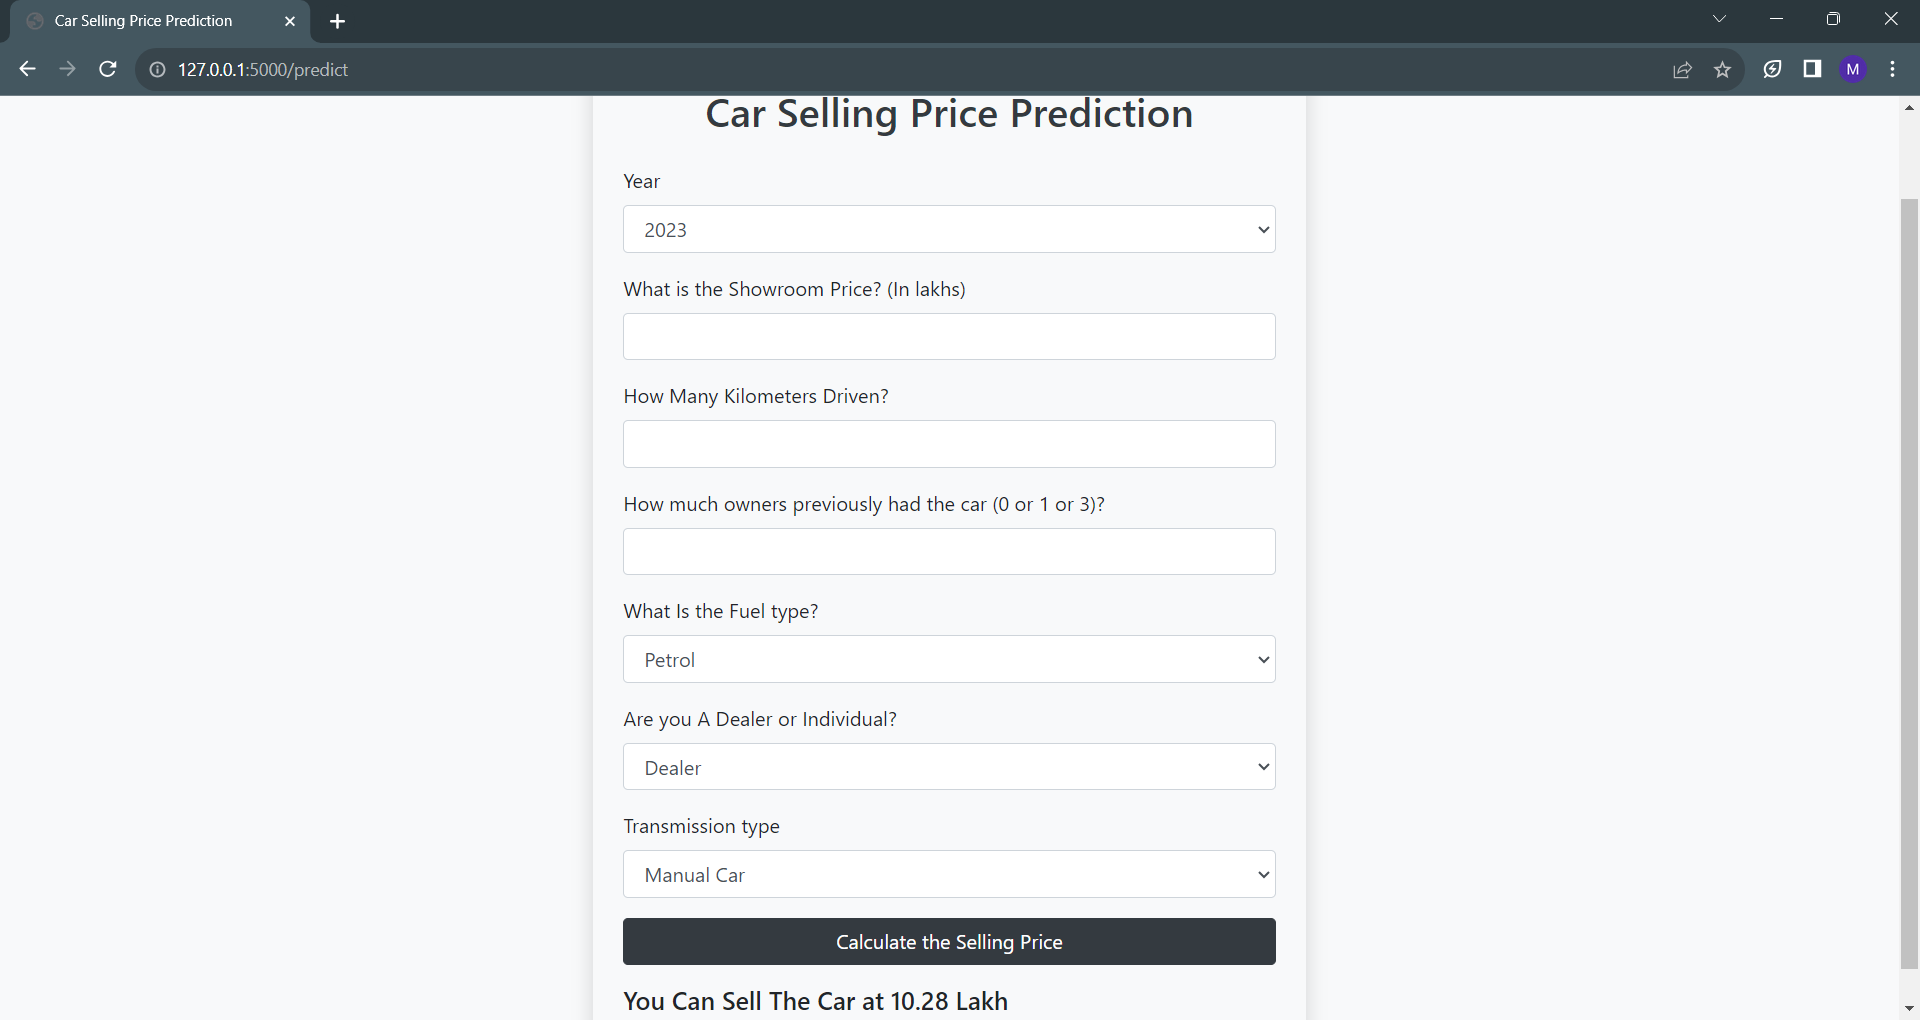 Car Selling Price Prediction
127.0.0.1:5000/predict
M
Car Selling Price Prediction
Year
2023
What is the Showroom Price? (In lakhs)
How Many Kilometers Driven?
How much owners previously had the car (0 or 1 or 3)?
What Is the Fuel type?
Petrol
Are you A Dealer or Individual?
Dealer
Transmission type
Manual Car
Calculate the Selling Price
You Can Sell The Car at 10.28 Lakh